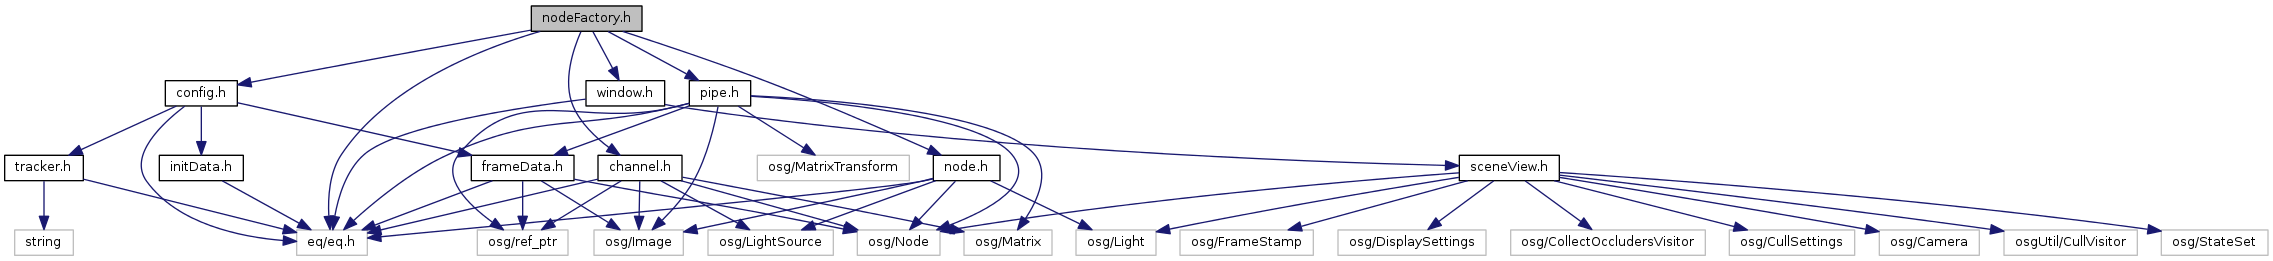 nodeFactory.h
config.h
window.h
pipe.h
tracker.h
initData.h
frameData.h
channel.h
osg/MatrixTransform
node.h
sceneView.h
string
eq/eq.h
osg/ref_ptr
osg/Image
osg/LightSource
osg/Node
osg/Matrix
osg/Light
osg/FrameStamp
osg/DisplaySettings
osg/CollectOccludersVisitor
osg/CullSettings
osg/Camera
osgUtil/CullVisitor
osg/StateSet